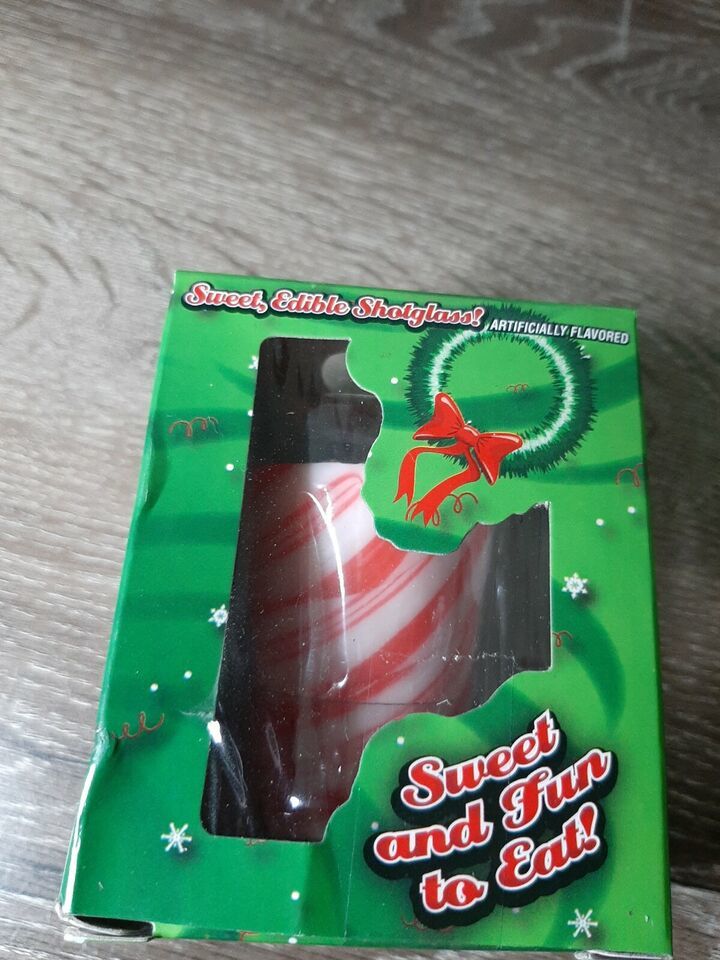 Sweet, Edible Shotglass!
ARTIFICIALLY FLAVORED
Sweet
and Fun
to Eat!